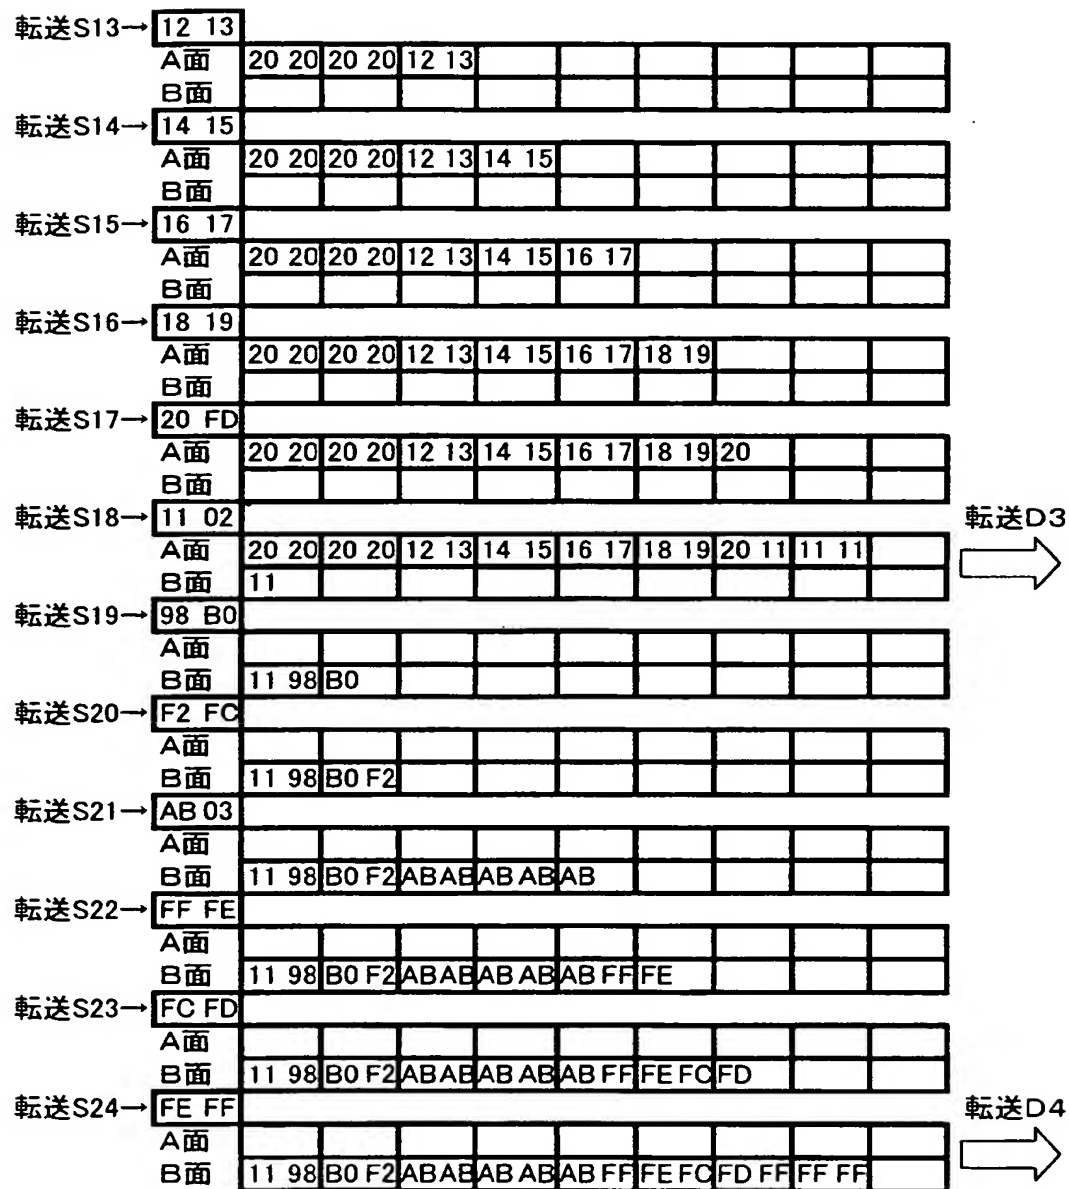 転送S13→ 12 13
A面 20 20 20 20 12 13
B面
転送S14→ 14 15
A面 20 20 20 20 12 13 14 15
B面
転送S15→ 16 17
A面 20 20 20 20 12 13 14 15 16 17
B面
転送S16→ 18 19
A面 20 20 20 20 12 13 14 15 16 17 18 19
B面
転送S17→ 20 FD
A面 20 20 20 20 12 13 14 15 16 17 18 19 20
B面
転送S18→ 11 02 転送D3
A面 20 20 20 20 12 13 14 15 16 17 18 19 20 11 11 11
B面 11
転送S19→ 98 B0
A面
B面 11 98 B0
転送S20→ F2 FC
A面
B面 11 98 B0 F2
転送S21→ AB 03
A面
B面 11 98 B0 F2 AB AB AB AB AB
転送S22→ FF FE
A面
B面 11 98 B0 F2 AB AB AB AB AB FF FE
転送S23→ FC FD
A面
B面 11 98 B0 F2 AB AB AB AB AB FF FE FC FD
転送S24→ FE FF 転送D4
A面
B面 11 98 B0 F2 AB AB AB AB AB FF FE FC FD FF FF FF